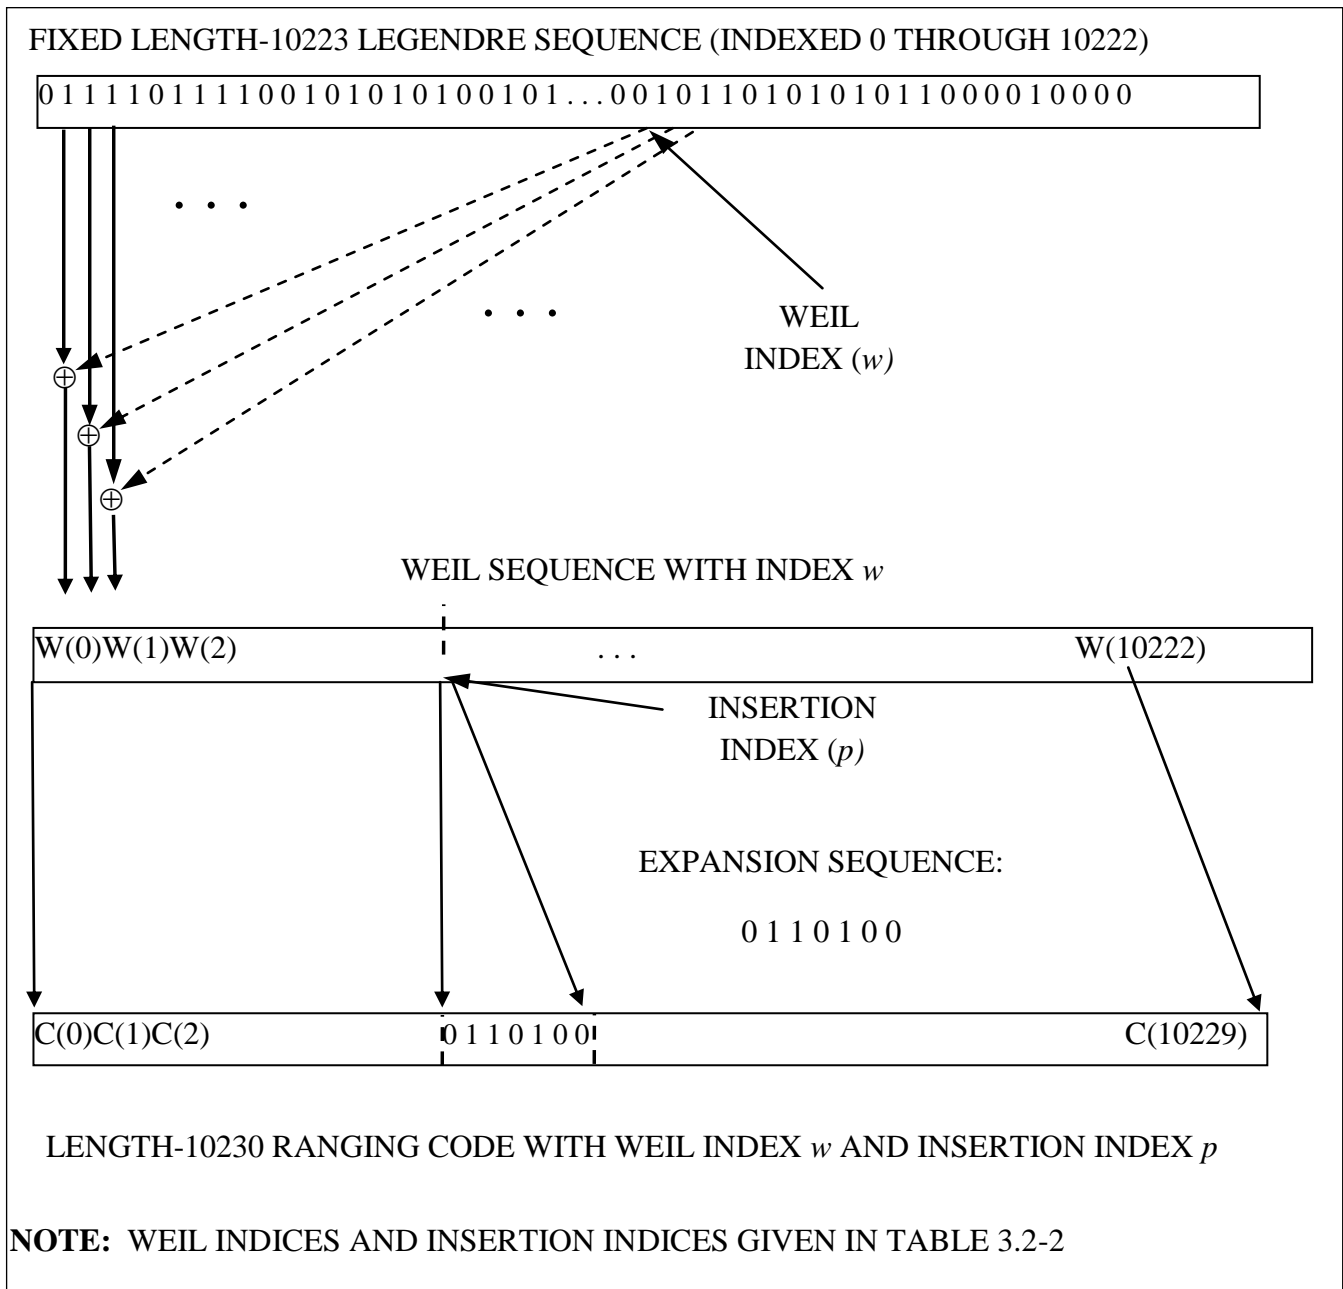 FIXED LENGTH-10223 LEGENDRE SEQUENCE (INDEXED 0 THROUGH 10222)
0 1 1 1 1 0 1 1 1 1 0 0 1 0 1 0 1 0 1 0 0 1 0 1 . . . 0 0 1 0 1 1 0 1 0 1 0 1 0 1 1 0 0 0 0 1 0 0 0 0
. . .
. . .
WEIL
INDEX (w)
⊕
⊕
⊕
WEIL SEQUENCE WITH INDEX w
W(0)W(1)W(2) . . . W(10222)
INSERTION
INDEX (p)
EXPANSION SEQUENCE:
0 1 1 0 1 0 0
C(0)C(1)C(2) 0 1 1 0 1 0 0 C(10229)
LENGTH-10230 RANGING CODE WITH WEIL INDEX w AND INSERTION INDEX p
NOTE: WEIL INDICES AND INSERTION INDICES GIVEN IN TABLE 3.2-2